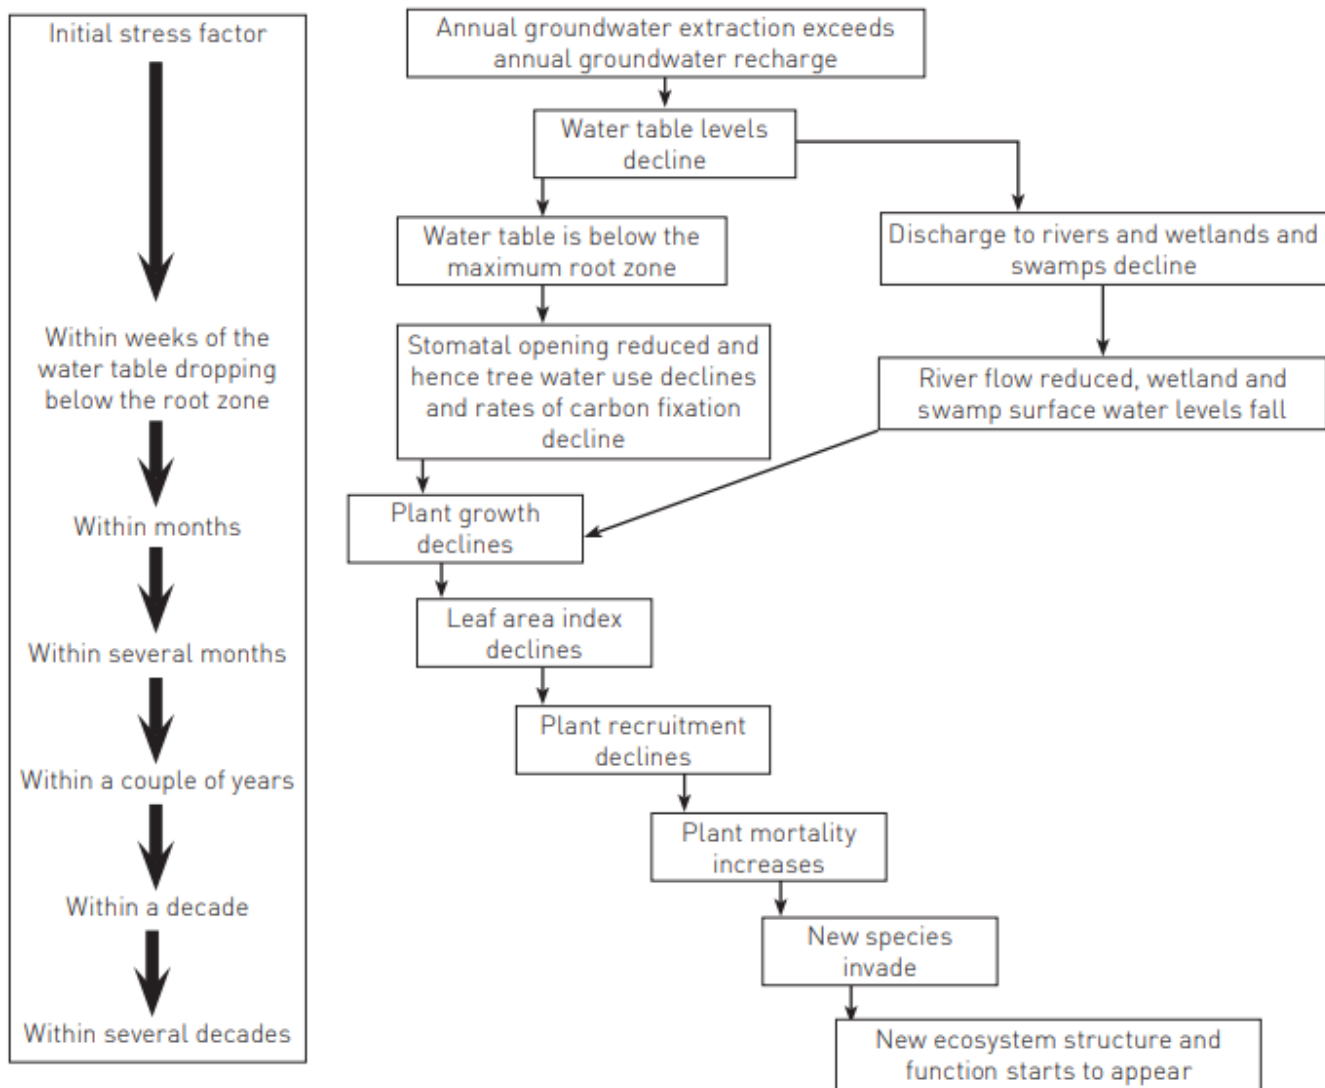 Initial stress factor
Within weeks of the
water table dropping
below the root zone
Within months
Within several months
Within a couple of years
Within a decade
Within several decades
Annual groundwater extraction exceeds
annual groundwater recharge
Water table levels
decline
Water table is below the
maximum root zone
Discharge to rivers and wetlands and
swamps decline
Stomatal opening reduced and
hence tree water use declines
and rates of carbon fixation
decline
River flow reduced, wetland and
swamp surface water levels fall
Plant growth
declines
Leaf area index
declines
Plant recruitment
declines
Plant mortality
increases
New species
invade
New ecosystem structure and
function starts to appear